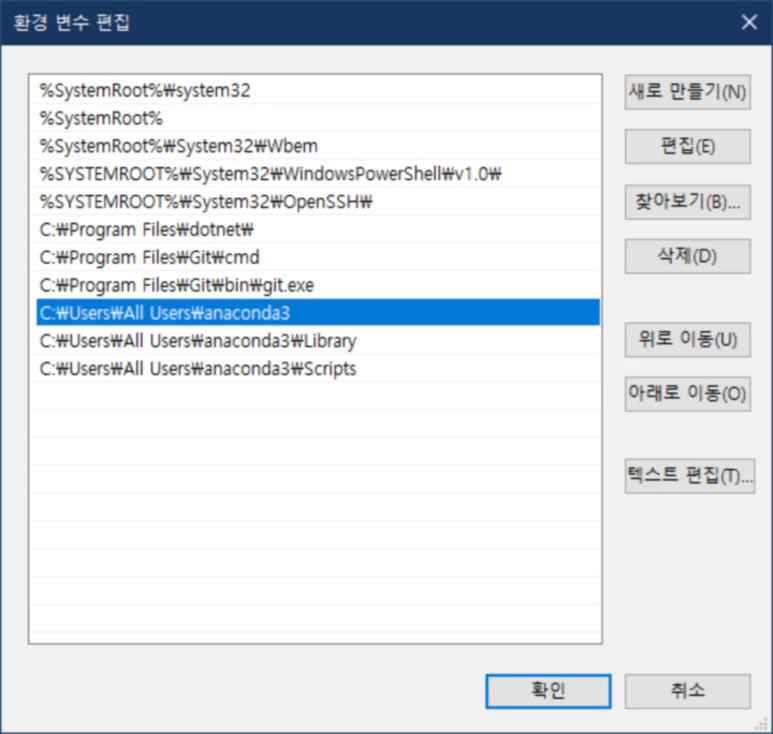 환경 변수 편집
%SystemRoot%₩system32
%SystemRoot%
%SystemRoot%₩System32₩Wbem
%SYSTEMROOT%₩System32₩WindowsPowerShell₩v1.0₩
%SYSTEMROOT%₩System32₩OpenSSH₩
C:₩Program Files₩dotnet₩
C:₩Program Files₩Git₩cmd
C:₩Program Files₩Git₩bin₩git.exe
C:₩Users₩All Users₩anaconda3
C:₩Users₩All Users₩anaconda3₩Library
C:₩Users₩All Users₩anaconda3₩Scripts
새로 만들기(N)
편집(E)
찾아보기(B)...
삭제(D)
위로 이동(U)
아래로 이동(O)
텍스트 편집(T)...
확인
취소